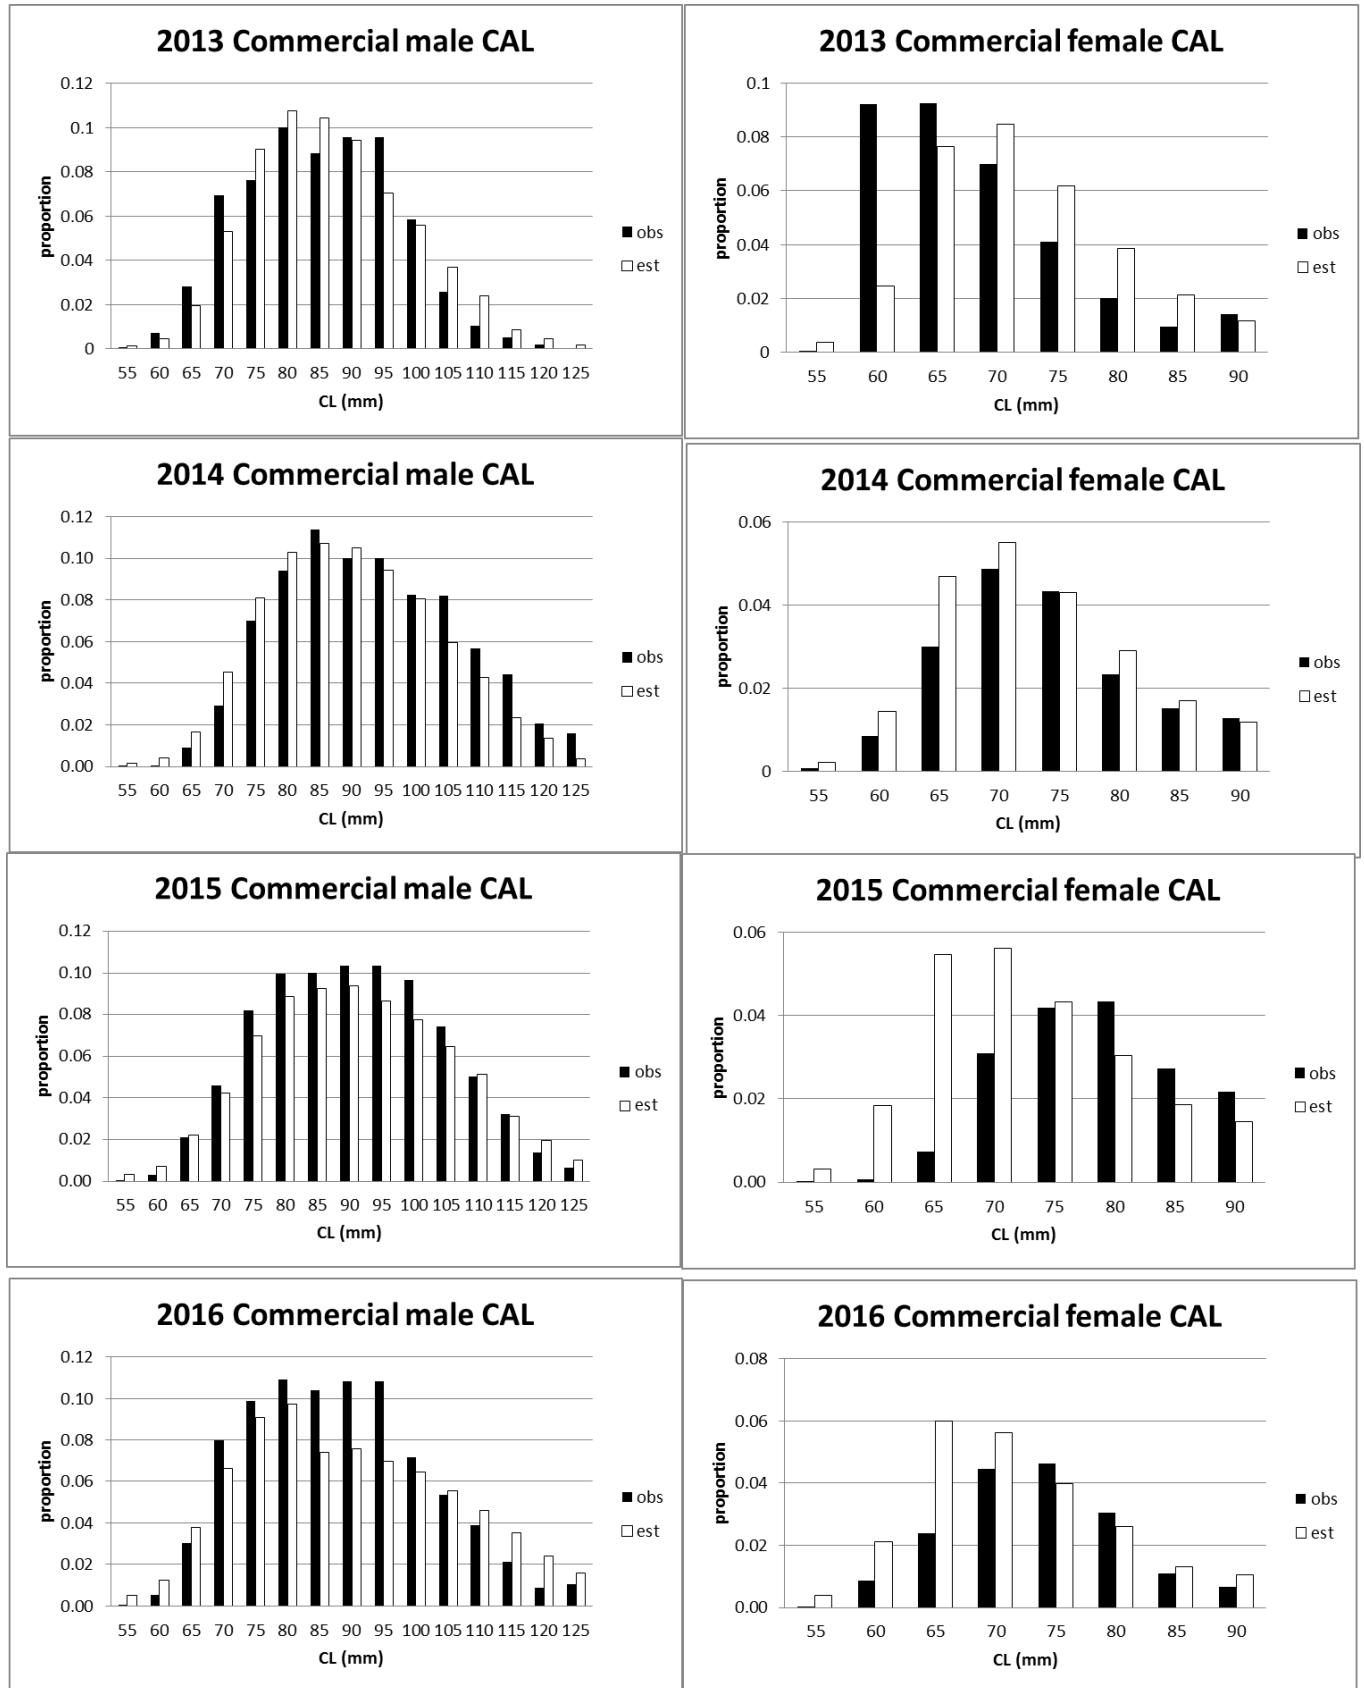 2013 Commercial male CAL
0.12
0.1
0.08
0.06
0.04
0.02
0
proportion
55 60 65 70 75 80 85 90 95 100 105 110 115 120 125
CL (mm)
obs
est
2013 Commercial female CAL
0.1
0.08
0.06
0.04
0.02
0
proportion
55 60 65 70 75 80 85 90
CL (mm)
obs
est
2014 Commercial male CAL
0.12
0.10
0.08
0.06
0.04
0.02
0.00
proportion
55 60 65 70 75 80 85 90 95 100 105 110 115 120 125
CL (mm)
obs
est
2014 Commercial female CAL
0.06
0.04
0.02
0
proportion
55 60 65 70 75 80 85 90
CL (mm)
obs
est
2015 Commercial male CAL
0.12
0.10
0.08
0.06
0.04
0.02
0.00
proportion
55 60 65 70 75 80 85 90 95 100 105 110 115 120 125
CL (mm)
obs
est
2015 Commercial female CAL
0.06
0.04
0.02
0.00
proportion
55 60 65 70 75 80 85 90
CL (mm)
obs
est
2016 Commercial male CAL
0.12
0.10
0.08
0.06
0.04
0.02
0.00
proportion
55 60 65 70 75 80 85 90 95 100 105 110 115 120 125
CL (mm)
obs
est
2016 Commercial female CAL
0.08
0.06
0.04
0.02
0.00
proportion
55 60 65 70 75 80 85 90
CL (mm)
obs
est